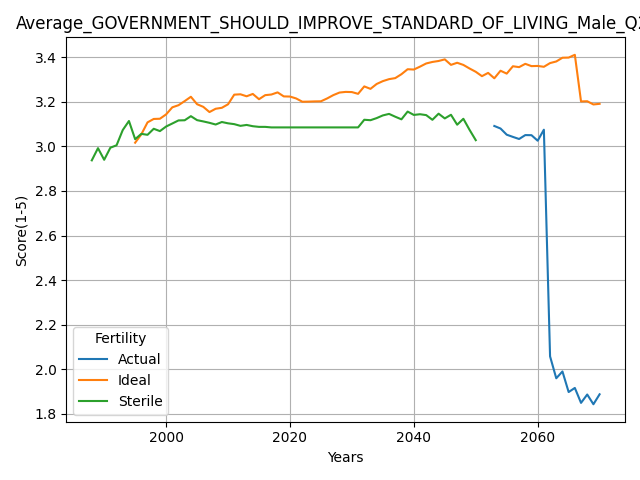 Average_GOVERNMENT_SHOULD_IMPROVE_STANDARD_OF_LIVING_Male_Q
3.4
3.2
3.0
2.8
2.6
2.4
2.2
2.0
1.8
Score(1-5)
Fertility
Actual
Ideal
Sterile
2000
2020
2040
2060
Years